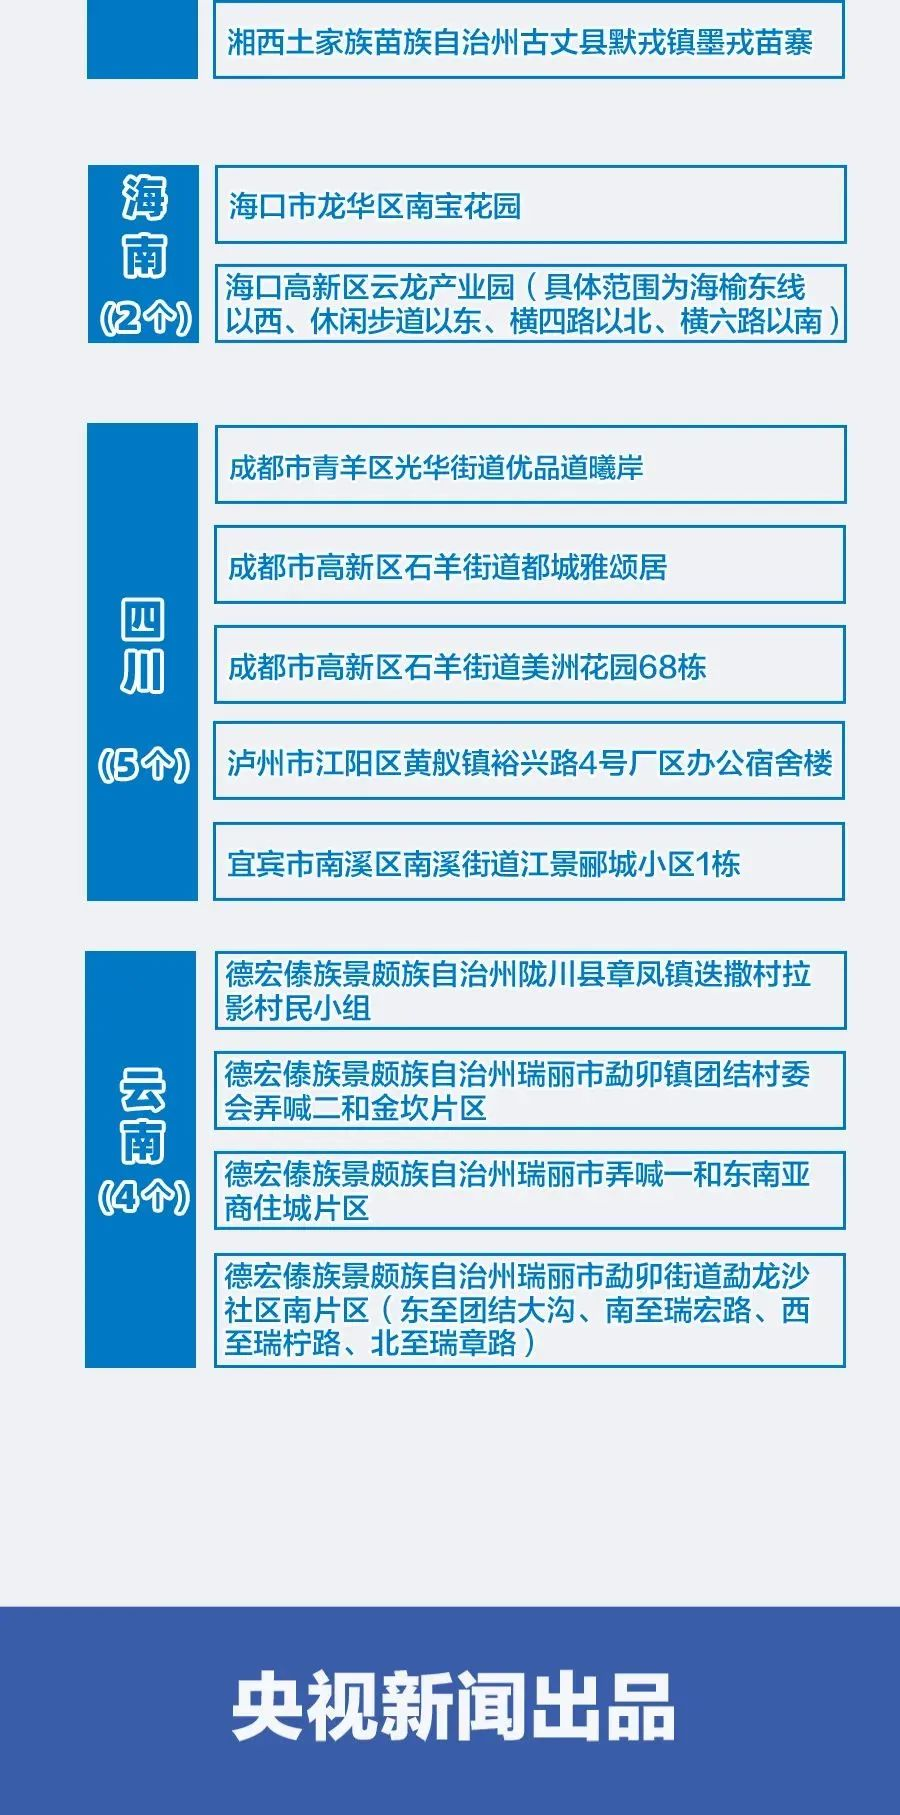 湘西土家族苗族自治州古丈县默戎镇墨戎苗寨
海南
(2个)
海口市龙华区南宝花园
海口高新区云龙产业园（具体范围为海榆东线
以西、休闲步道以东、横四路以北、横六路以南）
四川
(5个)
成都市青羊区光华街道优品道曦岸
成都市高新区石羊街道都城雅颂居
成都市高新区石羊街道美洲花园68栋
泸州市江阳区黄舣镇裕兴路4号厂区办公宿舍楼
宜宾市南溪区南溪街道江景郦城小区1栋
云南
(4个)
德宏傣族景颇族自治州陇川县章凤镇迭撒村拉
影村民小组
德宏傣族景颇族自治州瑞丽市勐卯镇团结村委
会弄喊二和金坎片区
德宏傣族景颇族自治州瑞丽市弄喊一和东南亚
商住城片区
德宏傣族景颇族自治州瑞丽市勐卯街道勐龙沙
社区南片区（东至团结大沟、南至瑞宏路、西
至瑞柠路、北至瑞章路）
央视新闻出品